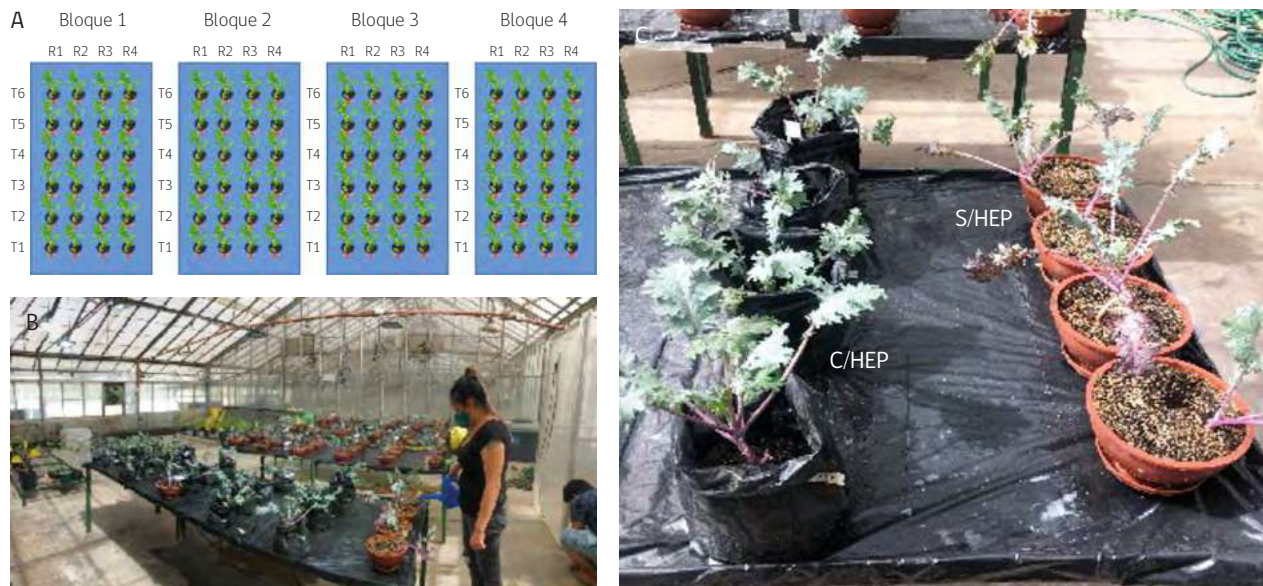 A
Bloque 1
Bloque 2
Bloque 3
Bloque 4
R1 R2 R3 R4
R1 R2 R3 R4
R1 R2 R3 R4
R1 R2 R3 R4
T6
T6
T6
T6
T5
T5
T5
T5
T4
T4
T4
T4
T3
T3
T3
T3
T2
T2
T2
T2
T1
T1
T1
T1
B
C
S/HEP
C/HEP